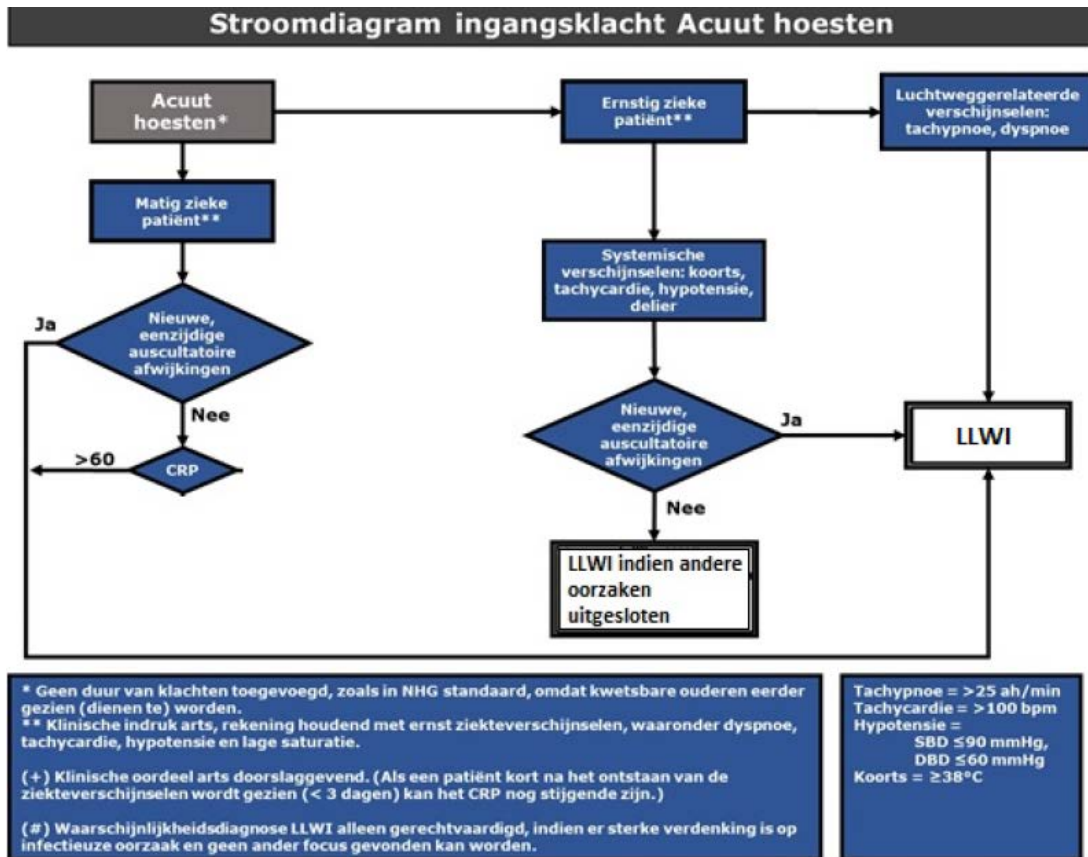 Stroomdiagram ingangsklacht Acuut hoesten
Acuut
hoesten*
Ernstig zieke
patiënt**
Luchtweggerelateerde
verschijnselen:
tachypnoe, dyspnoe
Matig zieke
patiënt**
Systemische
verschijnselen: koorts,
tachycardie, hypotensie,
delier
Ja
Nieuwe,
eenzijdige
auscultatoire
afwijkingen
Nee
>60
CRP
Nieuwe,
eenzijdige
auscultatoire
afwijkingen
Ja
LLWI
Nee
LLWI indien andere
oorzaken
uitgesloten
* Geen duur van klachten toegevoegd, zoals in NHG standaard, omdat kwetsbare ouderen eerder
gezien (dienen te) worden.
** Klinische indruk arts, rekening houdend met ernst ziekteverschijnselen, waaronder dyspnoe,
tachycardie, hypotensie en lage saturatie.
(+) Klinische oordeel arts doorslaggevend. (Als een patiënt kort na het ontstaan van de
ziekteverschijnselen wordt gezien (< 3 dagen) kan het CRP nog stijgende zijn.)
(#) Waarschijnlijkheidsdiagnose LLWI alleen gerechtvaardigd, indien er sterke verdenking is op
infectieuze oorzaak en geen ander focus gevonden kan worden.
Tachypnoe = >25 ah/min
Tachycardie = >100 bpm
Hypotensie =
SBD ≤90 mmHg,
DBD ≤60 mmHg
Koorts = ≥38°C